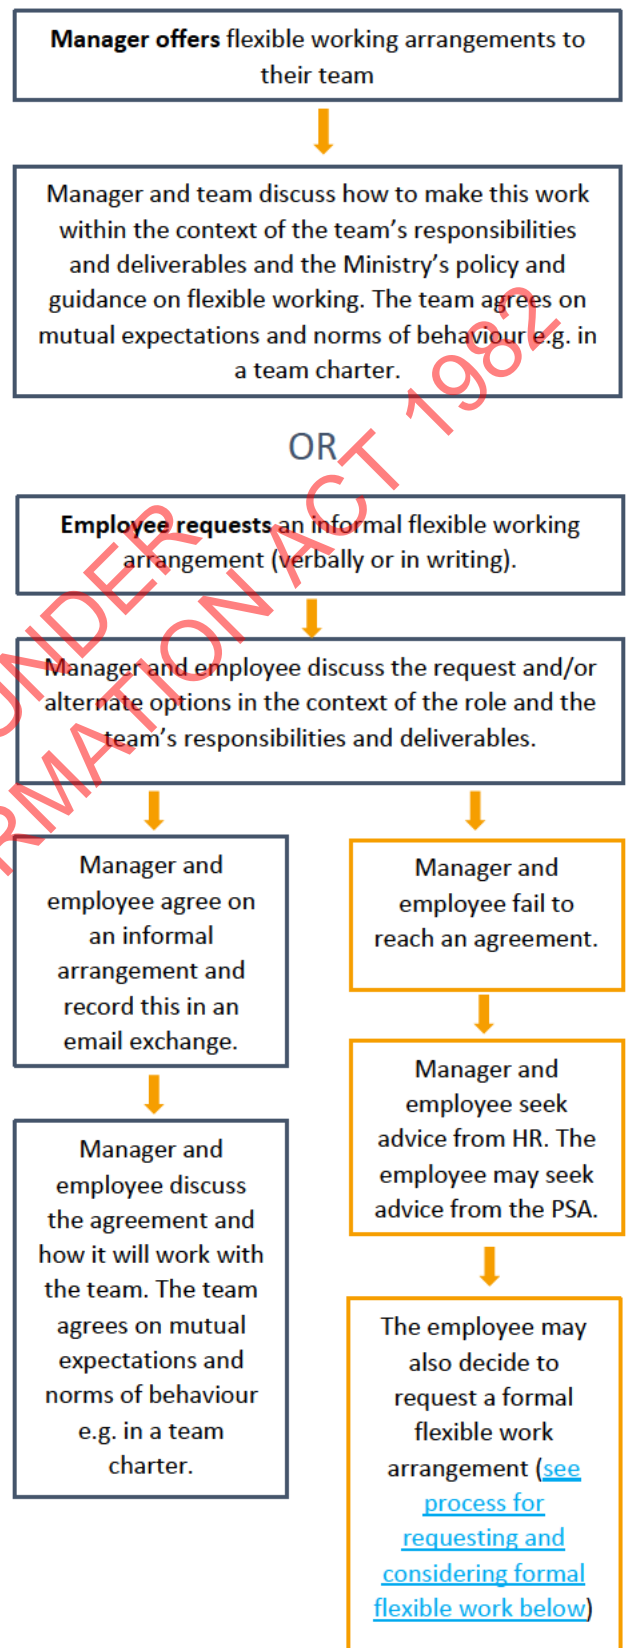 Manager offers flexible working arrangements to
their team
Manager and team discuss how to make this work
within the context of the team's responsibilities
and deliverables and the Ministry's policy and
guidance on flexible working. The team agrees on
mutual expectations and norms of behaviour e.g. in
a team charter.
OR
Employee requests an informal flexible working
arrangement (verbally or in writing).
Manager and employee discuss the request and/or
alternate options in the context of the role and the
team's responsibilities and deliverables.
Manager and
employee agree on
an informal
arrangement and
record this in an
email exchange.
Manager and
employee discuss
the agreement and
how it will work with
the team. The team
agrees on mutual
expectations and
norms of behaviour
e.g. in a team
charter.
Manager and
employee fail to
reach an agreement.
Manager and
employee seek
advice from HR. The
employee may seek
advice from the PSA.
The employee may
also decide to
request a formal
flexible work
arrangement (see
process for
requesting and
considering formal
flexible work below)
UNDER
RMATION ACT 1982